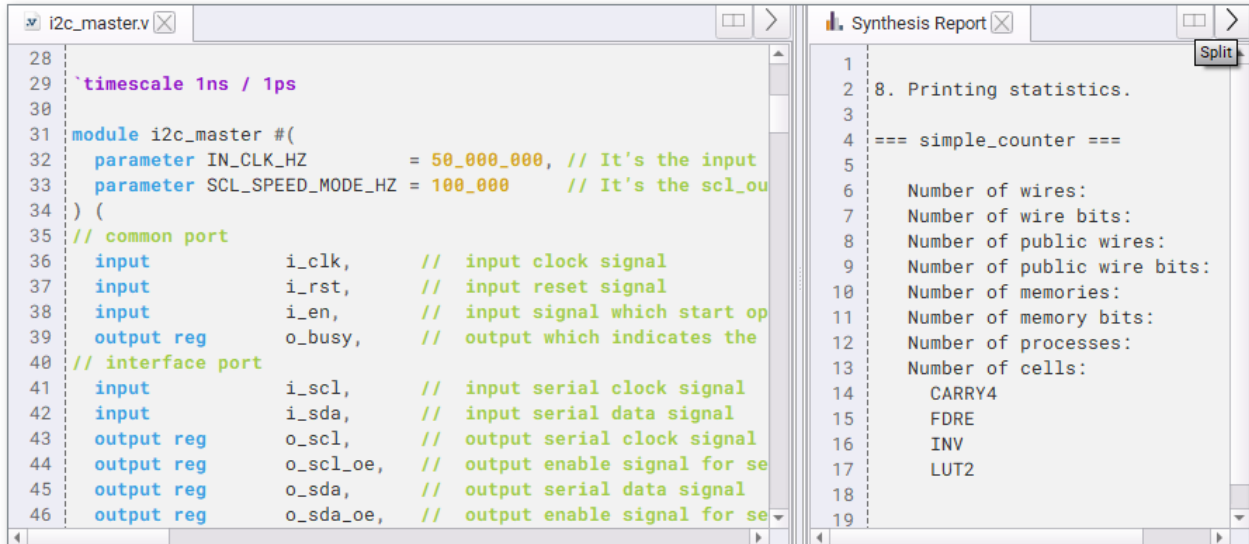 i2c_master.v
28
29 `timescale 1ns / 1ps
30
31 module i2c_master #(
32   parameter IN_CLK_HZ         = 50_000_000, // It's the input
33   parameter SCL_SPEED_MODE_HZ = 100_000     // It's the scl_ou
34 ) (
35 // common port
36   input            i_clk,      //  input clock signal
37   input            i_rst,      //  input reset signal
38   input            i_en,       //  input signal which start op
39   output reg       o_busy,     //  output which indicates the
40 // interface port
41   input            i_scl,      //  input serial clock signal
42   input            i_sda,      //  input serial data signal
43   output reg       o_scl,      //  output serial clock signal
44   output reg       o_scl_oe,   //  output enable signal for se
45   output reg       o_sda,      //  output serial data signal
46   output reg       o_sda_oe,   //  output enable signal for se
Synthesis Report
Split
1
2 8. Printing statistics.
3
4 === simple_counter ===
5
6    Number of wires:
7    Number of wire bits:
8    Number of public wires:
9    Number of public wire bits:
10    Number of memories:
11    Number of memory bits:
12    Number of processes:
13    Number of cells:
14      CARRY4
15      FDRE
16      INV
17      LUT2
18
19